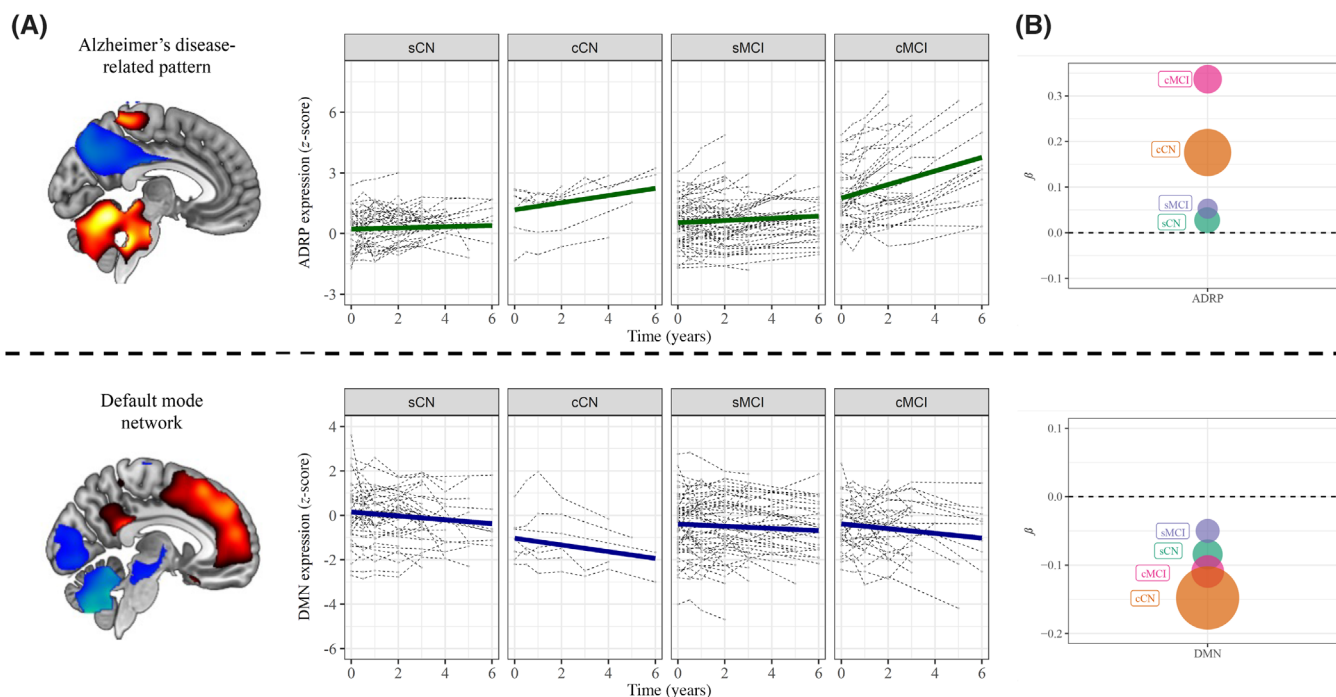 (A)
Alzheimer's disease-
related pattern
sCN
cCN
sMCI
cMCI
ADRP expression (z-score)
6
3
0
-3
0 2 4 6
0 2 4 6
0 2 4 6
0 2 4 6
Time (years)
(B)
β
0.3
0.2
0.1
0.0
−0.1
cMCI
cCN
sMCI
sCN
ADRP
Default mode
network
sCN
cCN
sMCI
cMCI
DMN expression (z-score)
4
2
0
-2
-4
-6
0 2 4 6
0 2 4 6
0 2 4 6
0 2 4 6
Time (years)
β
0.1
0.0
−0.1
−0.2
sMCI
sCN
cMCI
cCN
DMN